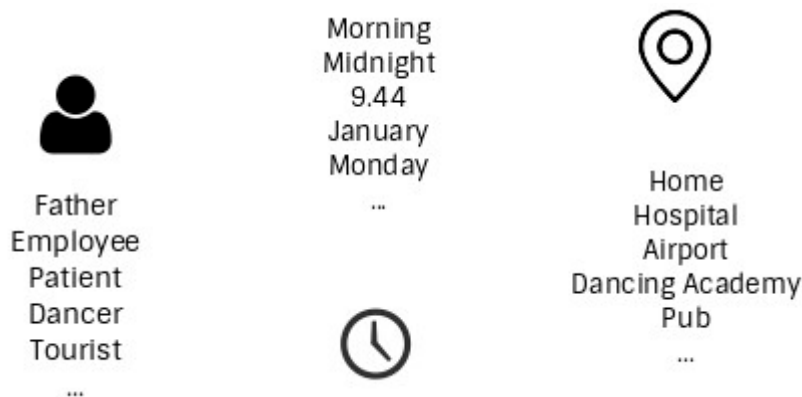 Father
Employee
Patient
Dancer
Tourist
...
Morning
Midnight
9.44
January
Monday
...
Home
Hospital
Airport
Dancing Academy
Pub
...